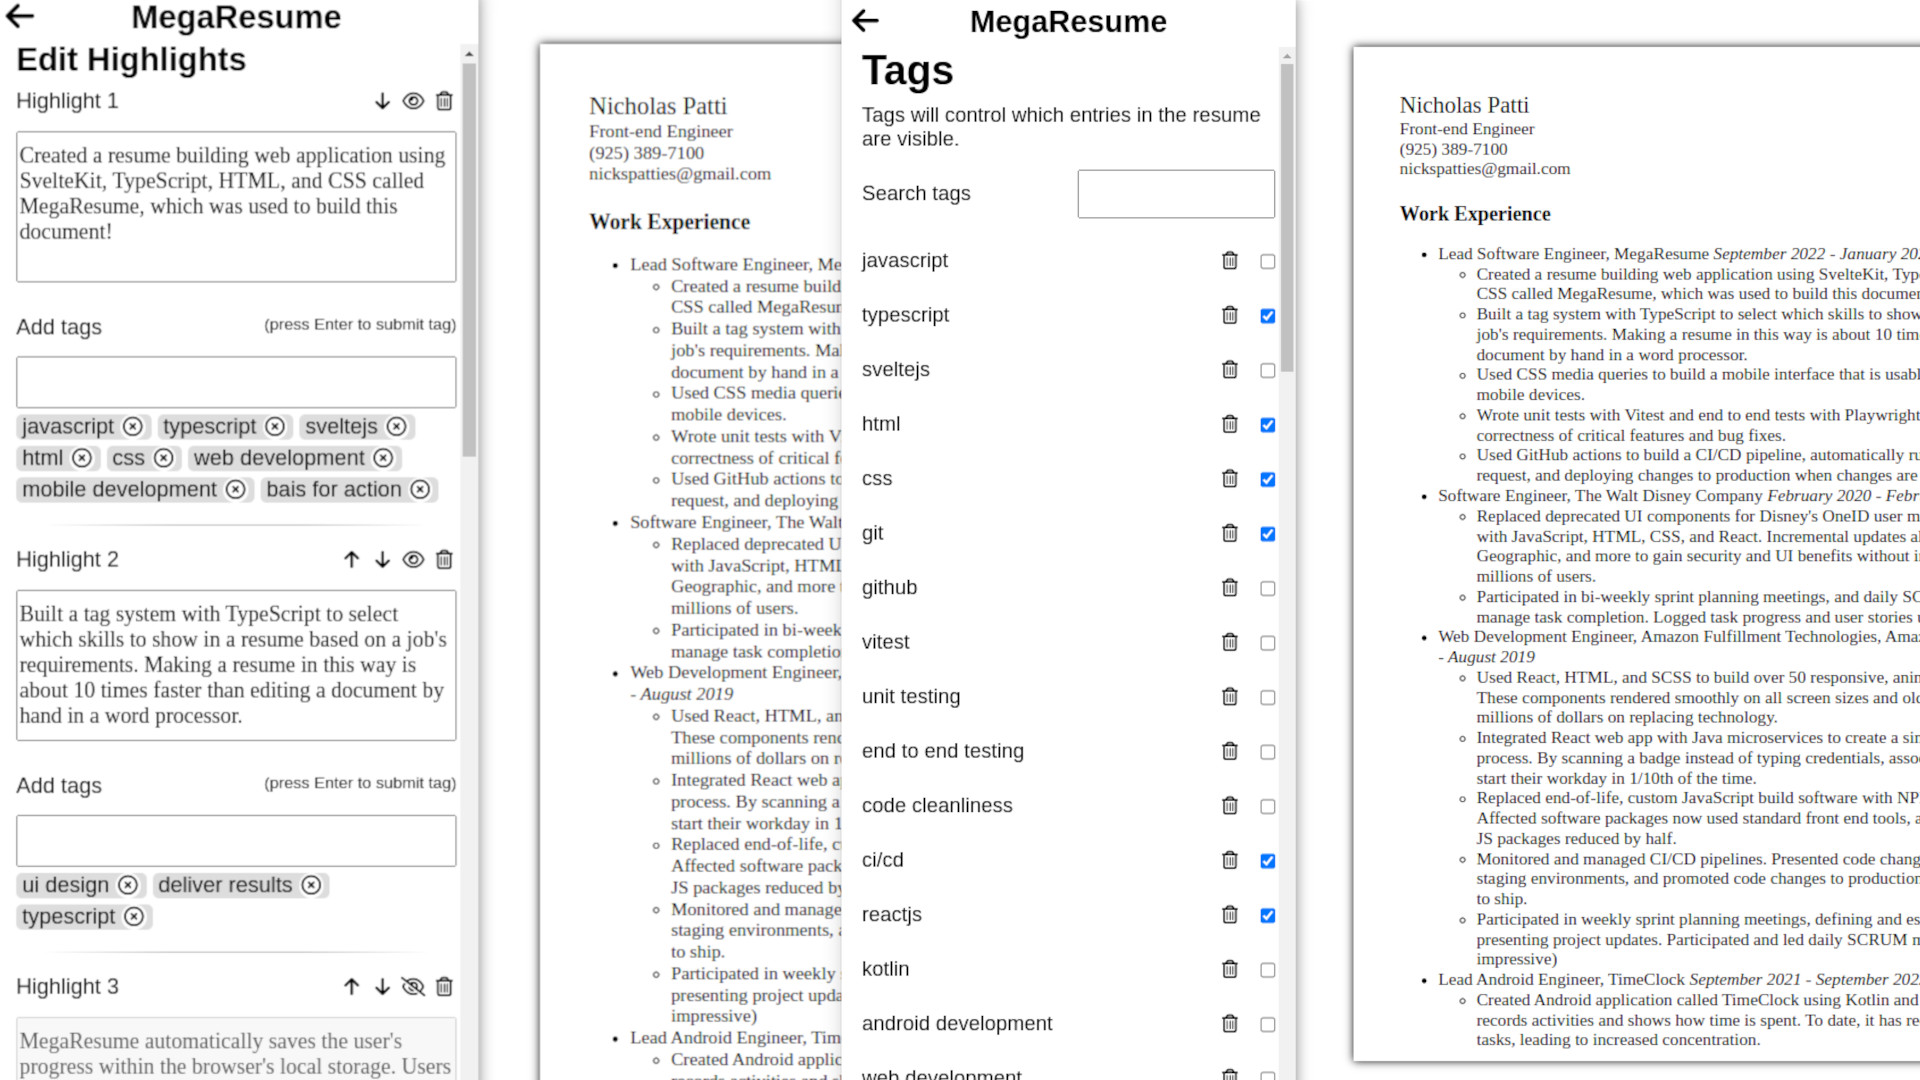 MegaResume
Edit Highlights
Highlight 1
Created a resume building web application using
SvelteKit, TypeScript, HTML, and CSS called
MegaResume, which was used to build this
document!
Add tags
(press Enter to submit tag)
javascript typescript sveltejs
html css web development
mobile development bais for action
Highlight 2
Built a tag system with TypeScript to select
which skills to show in a resume based on a job's
requirements. Making a resume in this way is
about 10 times faster than editing a document by
hand in a word processor.
Add tags
(press Enter to submit tag)
ui design deliver results
typescript
Highlight 3
MegaResume automatically saves the user's
progress within the browser's local storage. Users
Nicholas Patti
Front-end Engineer
(925) 389-7100
nickspatties@gmail.com
Work Experience
Lead Software Engineer, Me
Created a resume build
CSS called MegaResum
Built a tag system with
job's requirements. Mal
document by hand in a
Used CSS media querie
mobile devices.
Wrote unit tests with V
correctness of critical f
Used GitHub actions to
request, and deploying
Software Engineer, The Walt
Replaced deprecated U
with JavaScript, HTML
Geographic, and more
millions of users.
Participated in bi-week
manage task completio
Web Development Engineer,
- August 2019
Used React, HTML, an
These components rend
millions of dollars on r
Integrated React web a
process. By scanning a
start their workday in 1
Replaced end-of-life, c
Affected software pack
JS packages reduced by
Monitored and manage
staging environments, a
to ship.
Participated in weekly
presenting project upda
impressive)
Lead Android Engineer, Tim
Created Android applic
MegaResume
Tags
Tags will control which entries in the resume
are visible.
Search tags
javascript
typescript
sveltejs
html
css
git
github
vitest
unit testing
end to end testing
code cleanliness
ci/cd
reactjs
kotlin
android development
web development
Nicholas Patti
Front-end Engineer
(925) 389-7100
nickspatties@gmail.com
Work Experience
Lead Software Engineer, MegaResume September 2022 - January 20
Created a resume building web application using SvelteKit, Typ
CSS called MegaResume, which was used to build this documen
Built a tag system with TypeScript to select which skills to show
job's requirements. Making a resume in this way is about 10 tim
document by hand in a word processor.
Used CSS media queries to build a mobile interface that is usabl
mobile devices.
Wrote unit tests with Vitest and end to end tests with Playwright
correctness of critical features and bug fixes.
Used GitHub actions to build a CI/CD pipeline, automatically ru
request, and deploying changes to production when changes are
Software Engineer, The Walt Disney Company February 2020 - Febr
Replaced deprecated UI components for Disney's OneID user m
with JavaScript, HTML, CSS, and React. Incremental updates al
Geographic, and more to gain security and UI benefits without i
millions of users.
Participated in bi-weekly sprint planning meetings, and daily SC
manage task completion. Logged task progress and user stories u
Web Development Engineer, Amazon Fulfillment Technologies, Ama
- August 2019
Used React, HTML, and SCSS to build over 50 responsive, anin
These components rendered smoothly on all screen sizes and old
millions of dollars on replacing technology.
Integrated React web app with Java microservices to create a sin
process. By scanning a badge instead of typing credentials, asso
start their workday in 1/10th of the time.
Replaced end-of-life, custom JavaScript build software with NP
Affected software packages now used standard front end tools, a
JS packages reduced by half.
Monitored and managed CI/CD pipelines. Presented code chang
staging environments, and promoted code changes to production
to ship.
Participated in weekly sprint planning meetings, defining and es
presenting project updates. Participated and led daily SCRUM m
impressive)
Lead Android Engineer, TimeClock September 2021 - September 202
Created Android application called TimeClock using Kotlin and
records activities and shows how time is spent. To date, it has re
tasks, leading to increased concentration.